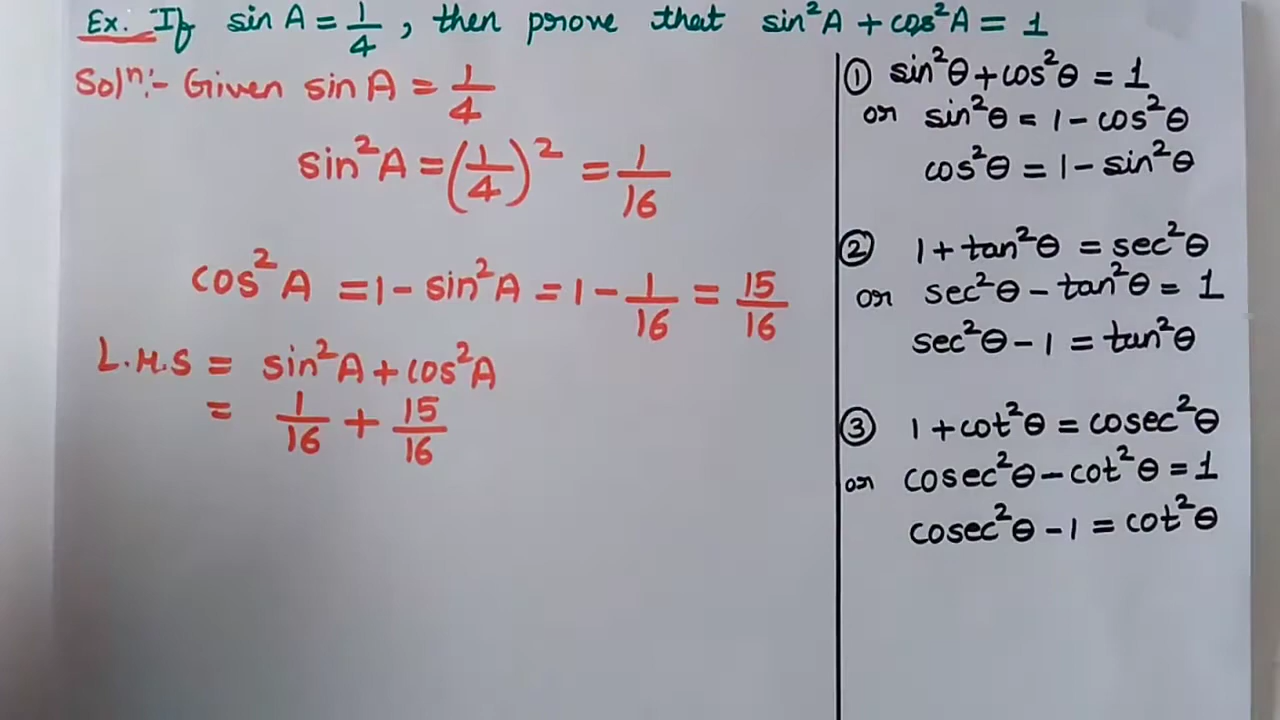 Ex. If sin A = 1/4, then prove that sin²A + cos²A = 1
Solⁿ:- Given sin A = 1/4
sin²A = (1/4)² = 1/16
cos²A = 1 - sin²A = 1 - 1/16 = 15/16
L.H.S = sin²A + cos²A
= 1/16 + 15/16
① sin²θ + cos²θ = 1
or sin²θ = 1 - cos²θ
cos²θ = 1 - sin²θ
② 1 + tan²θ = sec²θ
or sec²θ - tan²θ = 1
sec²θ - 1 = tan²θ
③ 1 + cot²θ = cosec²θ
or cosec²θ - cot²θ = 1
cosec²θ - 1 = cot²θ